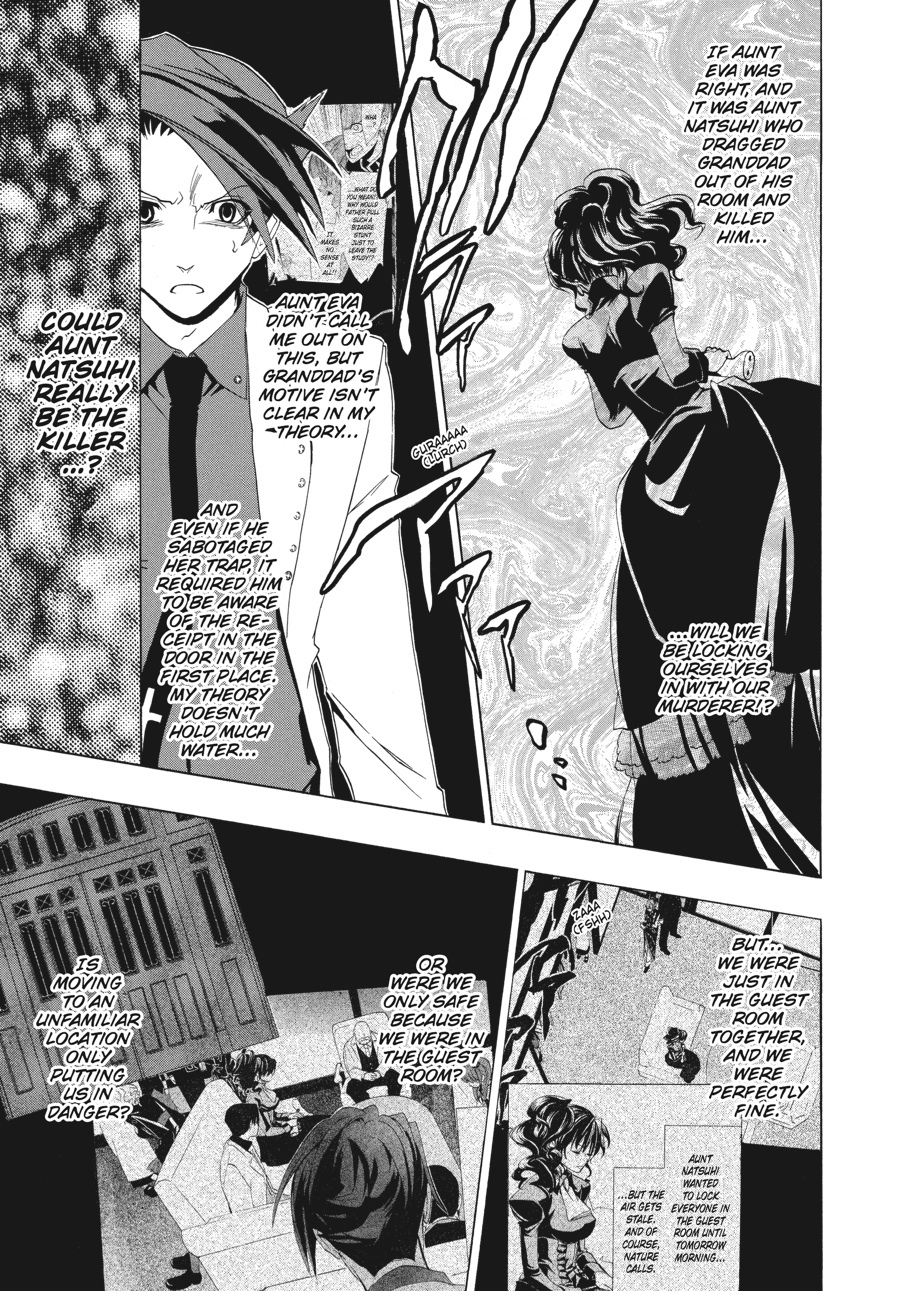 IF AUNT
EVA WAS
RIGHT, AND
IT WAS AUNT
NATSUHI WHO
DRAGGED
GRANDDAD
OUT OF HIS
ROOM AND
KILLED
HIM...
GURAAAAA
(LURCH)
...WILL WE
BE LOCKING
OURSELVES
IN WITH OUR
MURDERER!?
WHA
...WHAT DO
YOU MEAN!?
WHY WOULD
FATHER PULL
SUCH A
BIZARRE
STUNT
JUST TO
LEAVE THE
STUDY!?
IT
MAKES
NO
SENSE
AT
ALL!!
AUNT EVA
DIDN'T CALL
ME OUT ON
THIS, BUT
GRANDDAD'S
MOTIVE ISN'T
CLEAR IN MY
THEORY...
AND
EVEN IF HE
SABOTAGED
HER TRAP, IT
REQUIRED HIM
TO BE AWARE
OF THE RE-
CEIPT IN THE
DOOR IN THE
FIRST PLACE.
MY THEORY
DOESN'T
HOLD MUCH
WATER...
COULD
AUNT
NATSUHI
REALLY
BE THE
KILLER
...?
ZAAA
(FSHH)
BUT...
WE WERE
JUST IN
THE GUEST
ROOM
TOGETHER,
AND WE
WERE
PERFECTLY
FINE.
AUNT
NATSUHI
WANTED
TO LOCK
EVERYONE IN
THE GUEST
ROOM UNTIL
TOMORROW
MORNING...
...BUT THE
AIR GETS
STALE.
AND OF
COURSE,
NATURE
CALLS.
OR
WERE WE
ONLY SAFE
BECAUSE
WE WERE IN
THE GUEST
ROOM?
IS
MOVING
TO AN
UNFAMILIAR
LOCATION
ONLY
PUTTING
US IN
DANGER?